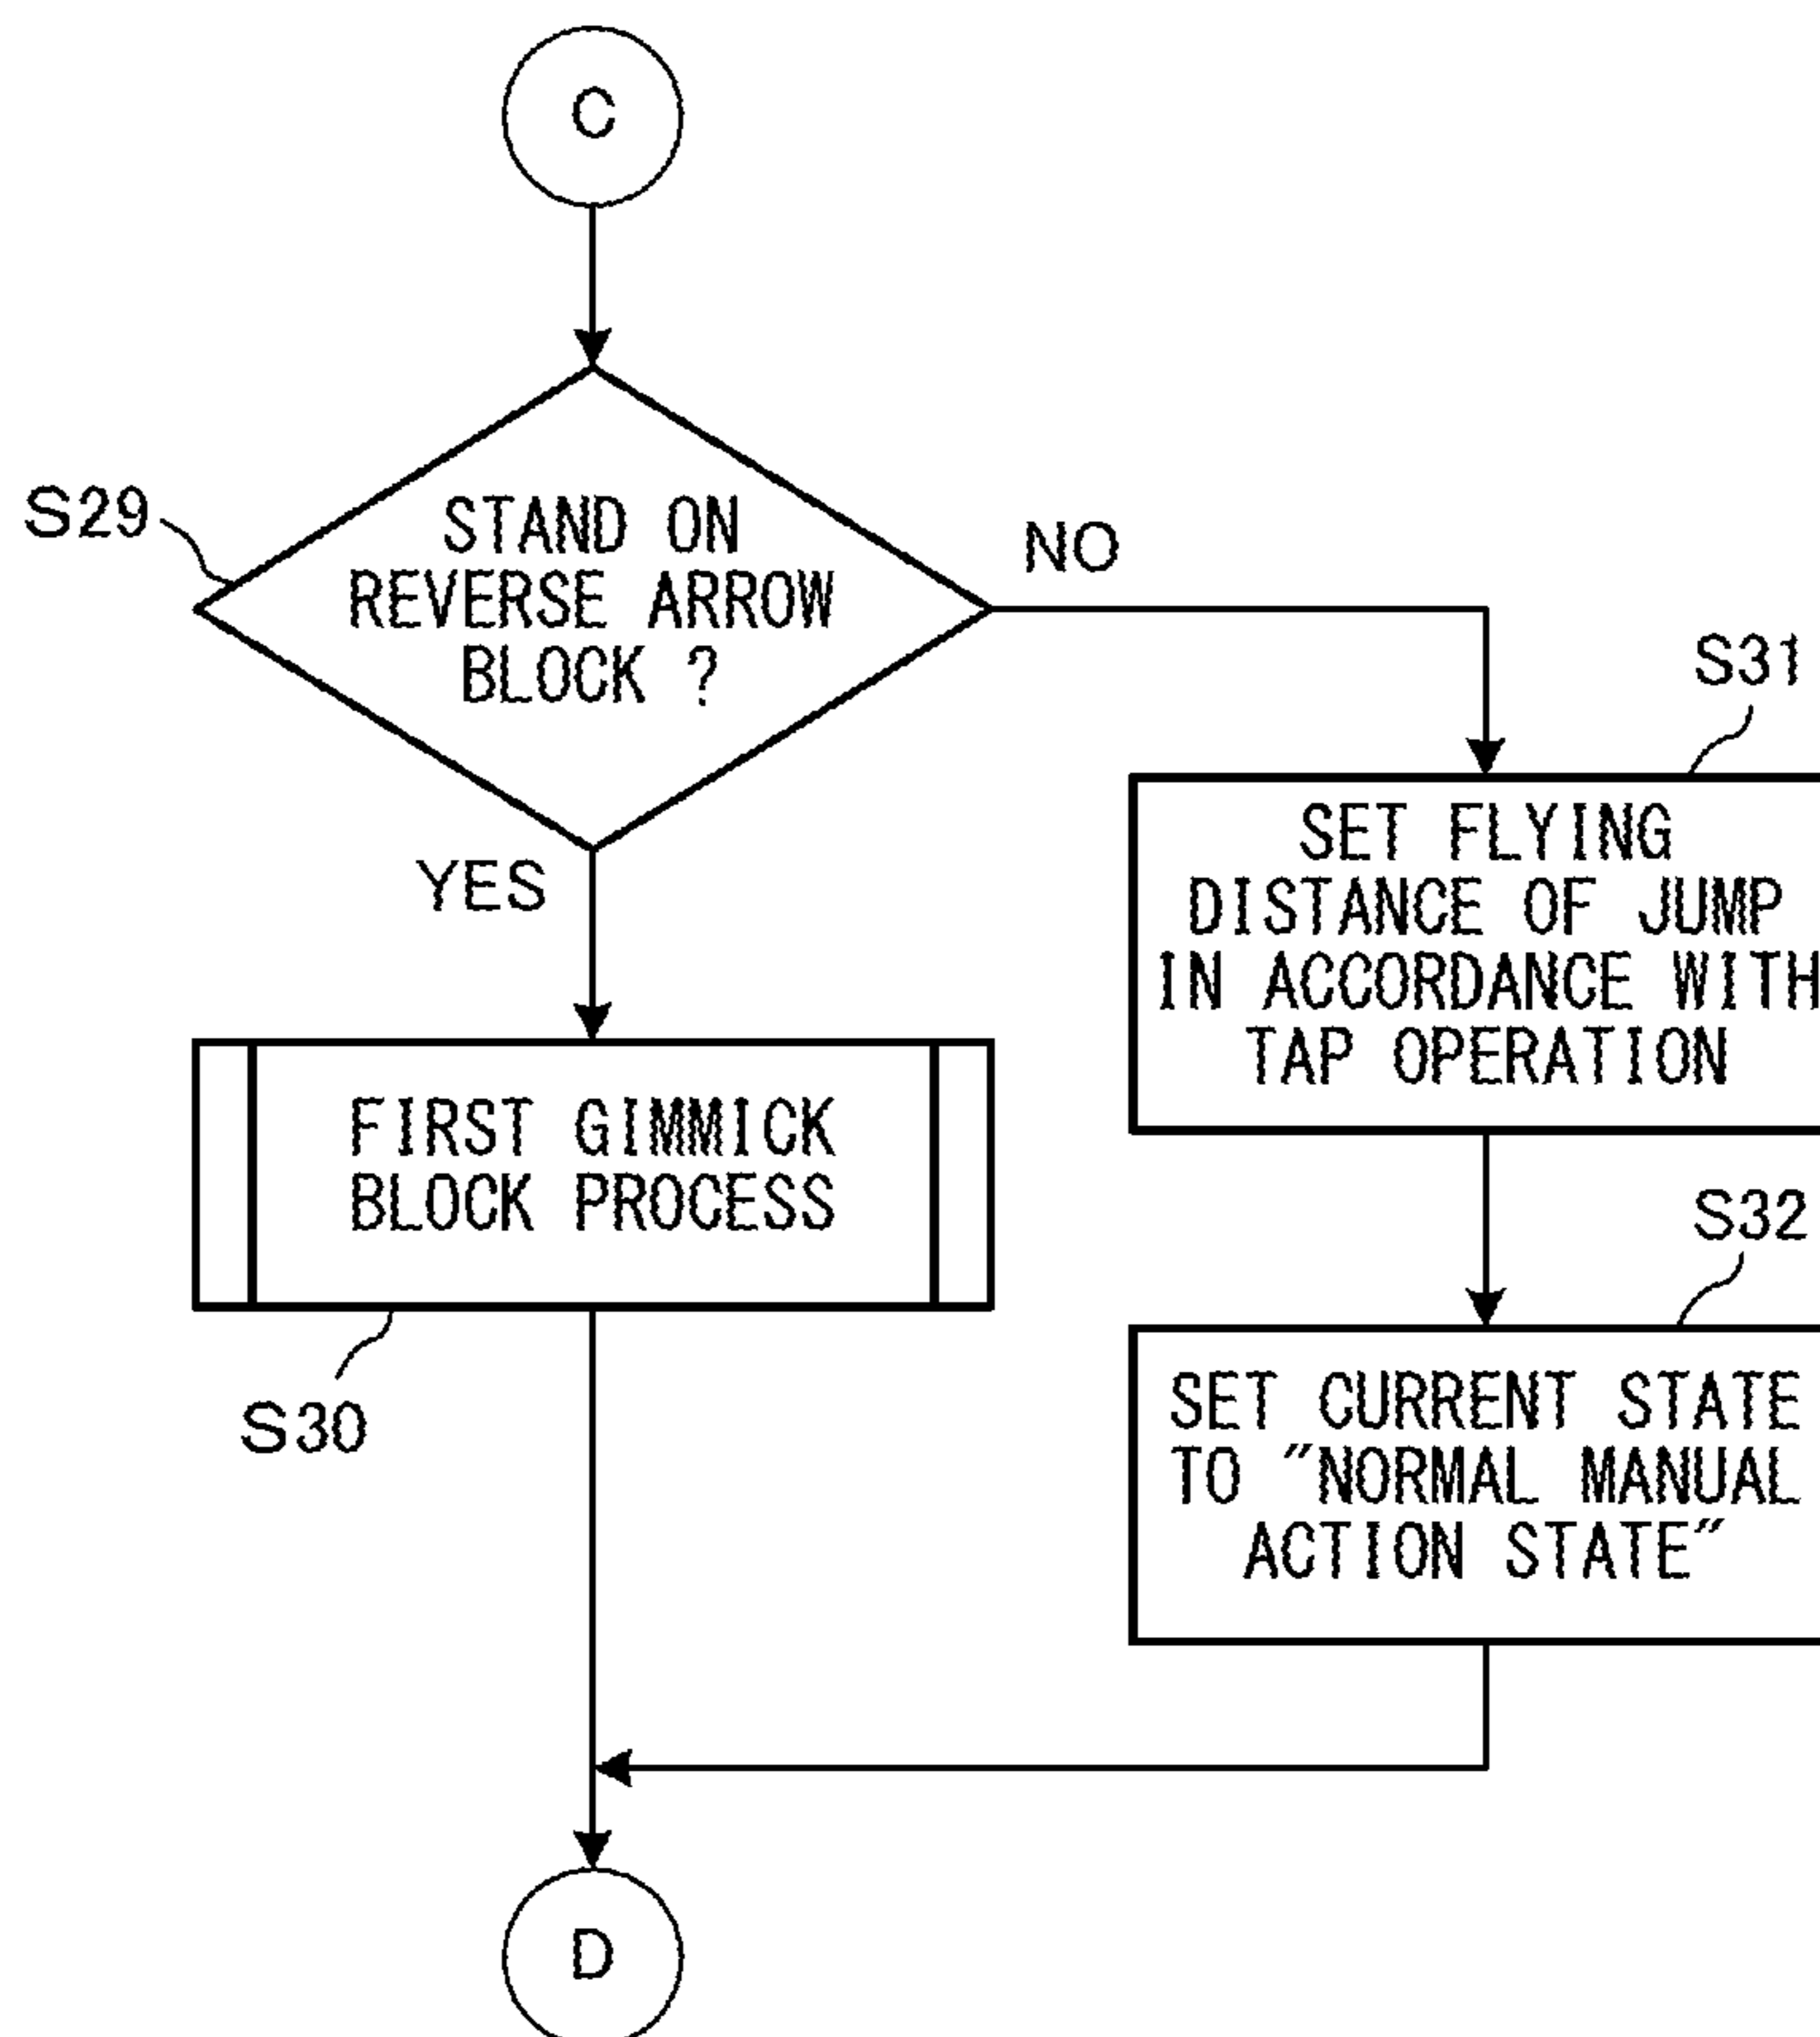 C
S29
STAND ON
REVERSE ARROW
BLOCK ?
NO
YES
S31
SET FLYING
DISTANCE OF JUMP
IN ACCORDANCE WITH
TAP OPERATION
FIRST GIMMICK
BLOCK PROCESS
S30
S32
SET CURRENT STATE
TO "NORMAL MANUAL
ACTION STATE"
D